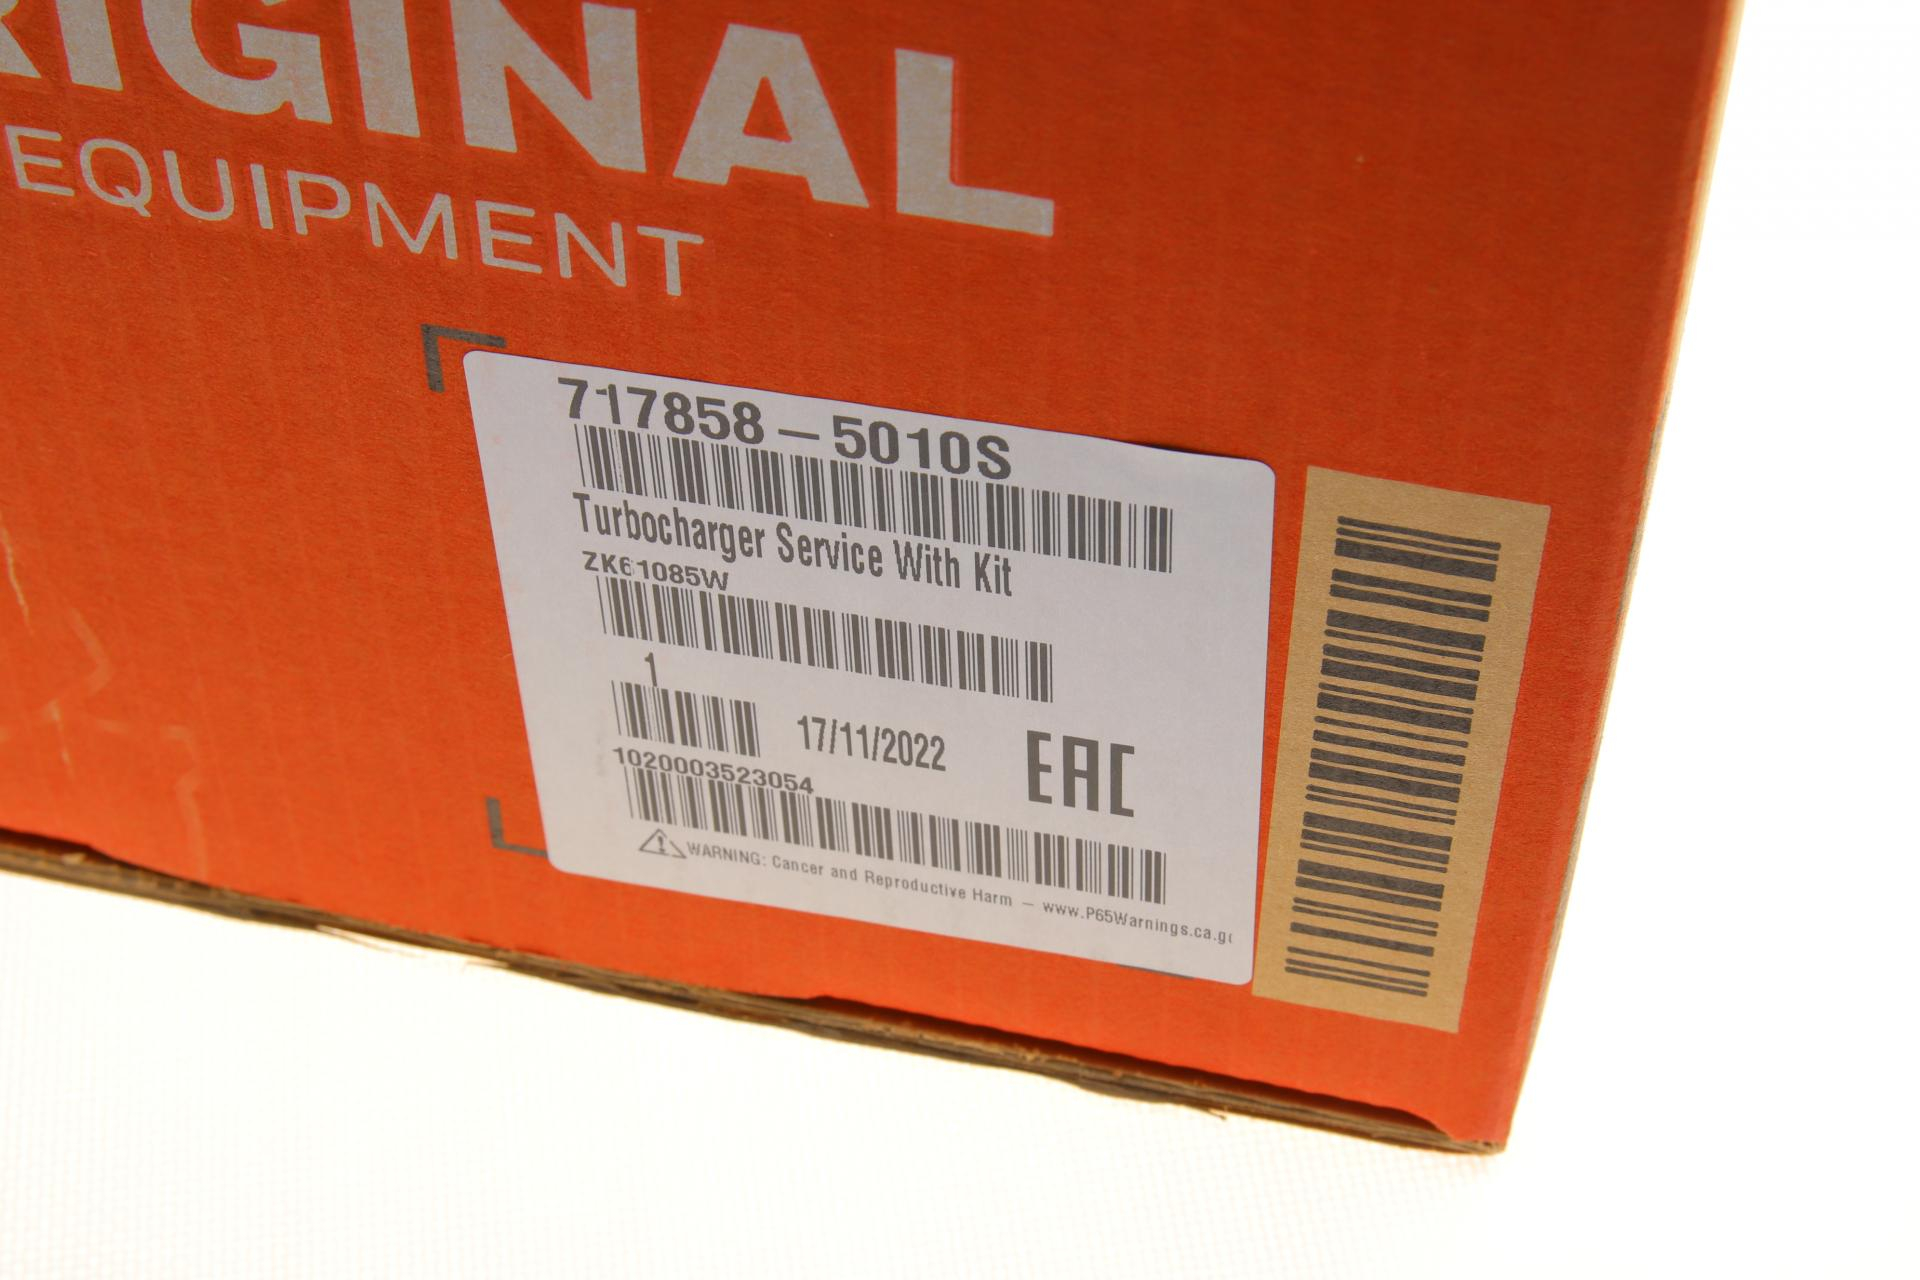 RIGINAL
EQUIPMENT
717858-5010S
Turbocharger Service With Kit
ZK61085W
1
17/11/2022
EAC
1020003523054
WARNING: Cancer and Reproductive Harm - www.P65Warnings.ca.g